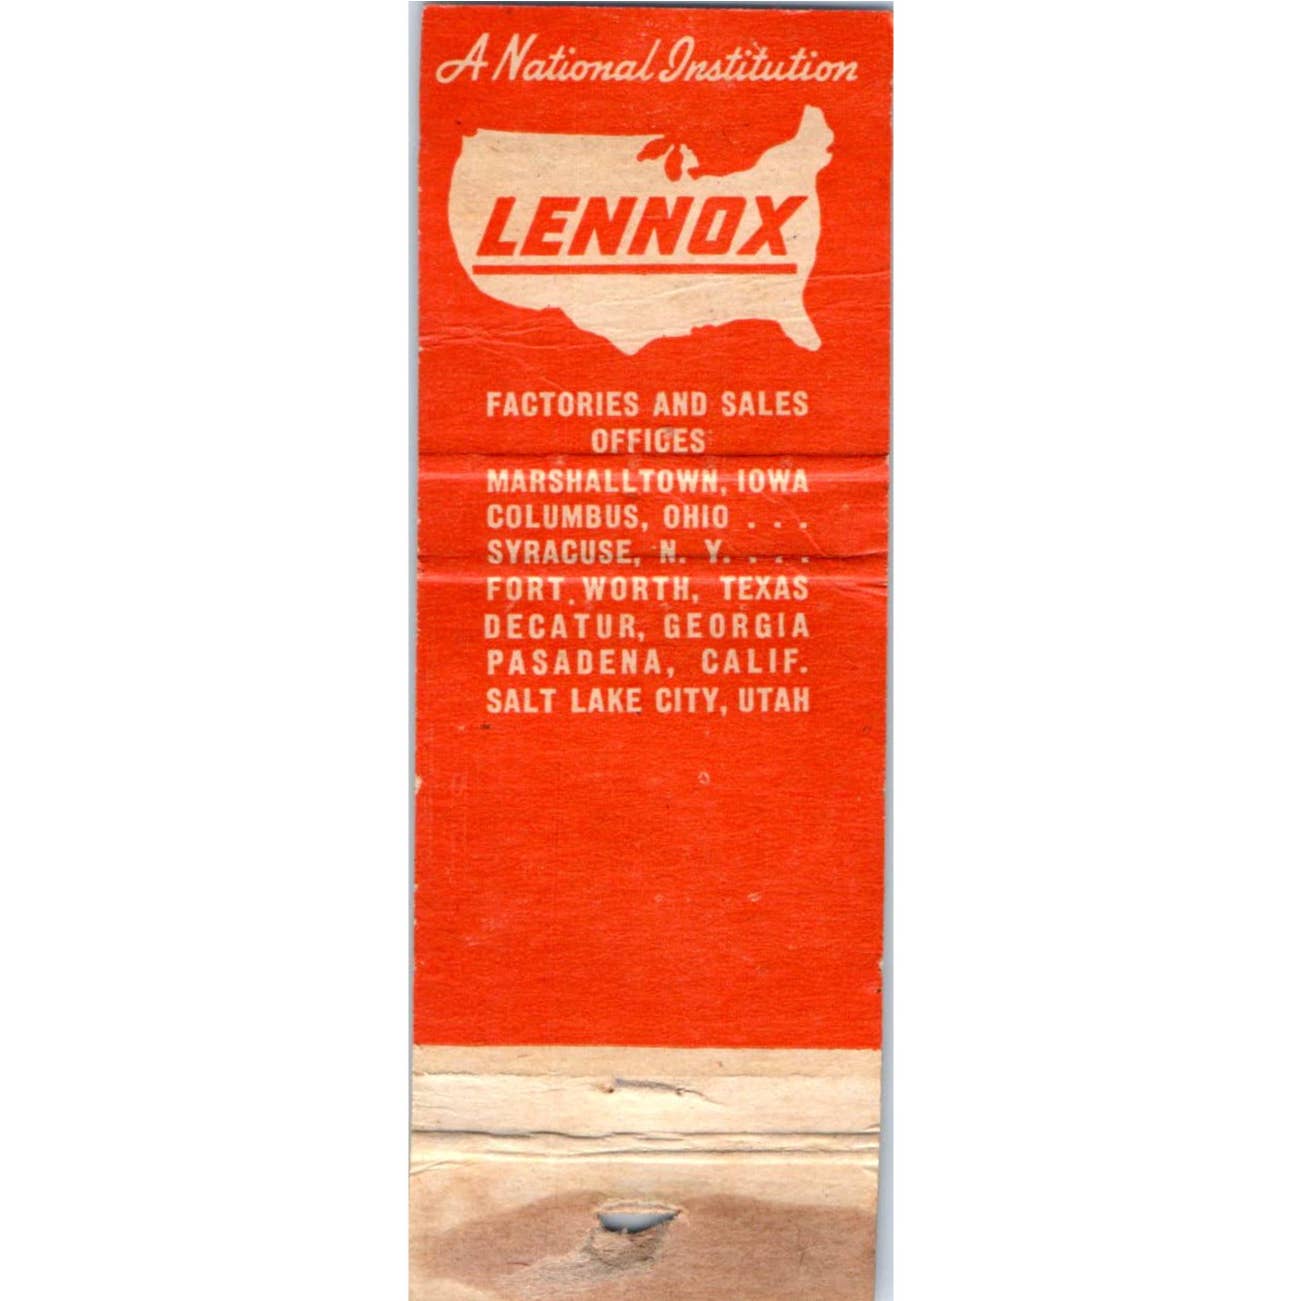 A National Institution
LENNOX
FACTORIES AND SALES
OFFICES
MARSHALLTOWN, IOWA
COLUMBUS, OHIO . . .
SYRACUSE, N. Y. . . .
FORT WORTH, TEXAS
DECATUR, GEORGIA
PASADENA, CALIF.
SALT LAKE CITY, UTAH